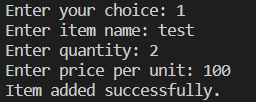 Enter your choice: 1
Enter item name: test
Enter quantity: 2
Enter price per unit: 100
Item added successfully.